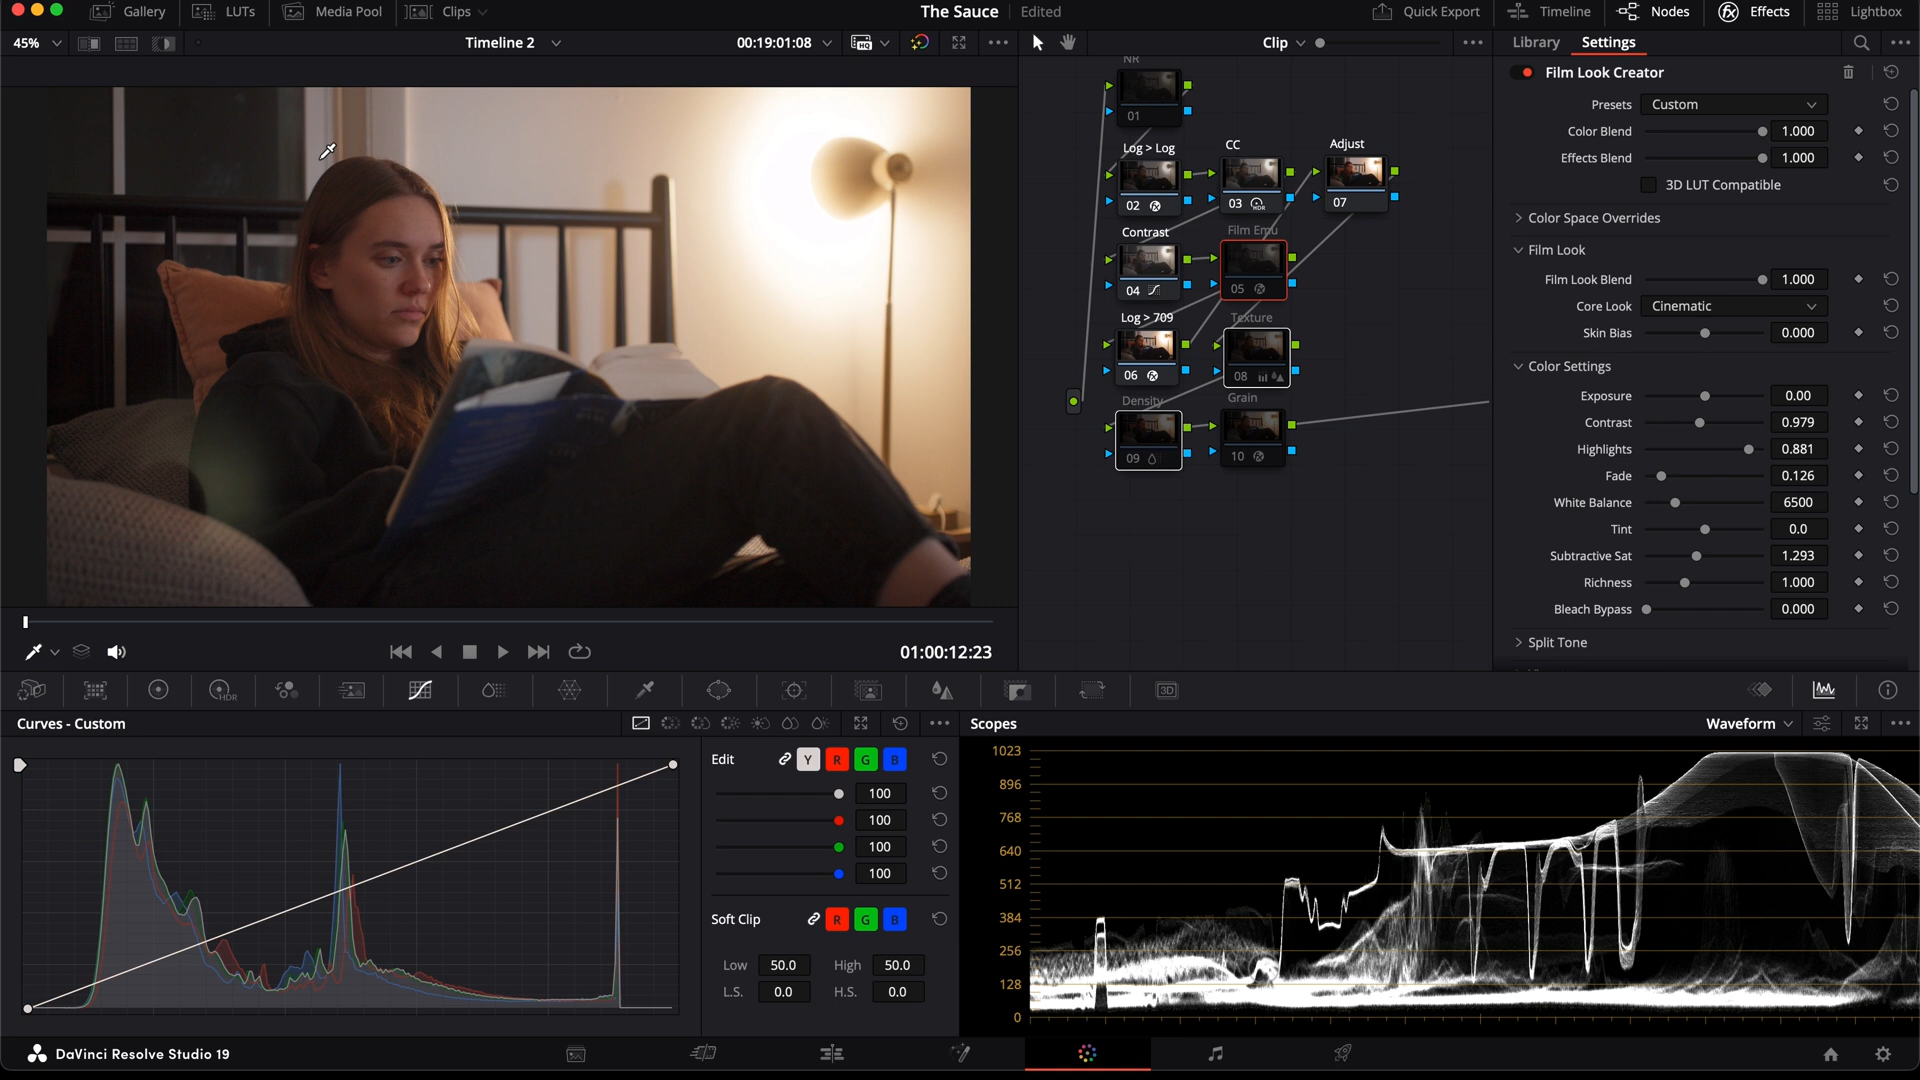 Gallery LUTs Media Pool Clips The Sauce Edited Quick Export Timeline Nodes Effects Lightbox
45% Timeline 2 00:19:01:08 HQ Clip Library Settings
NR
01
Log > Log CC Adjust
02 03 HDR 07
Contrast Film Emu
04 05
Log > 709 Texture
06 08
Density Grain
09 10
Film Look Creator
Presets Custom
Color Blend 1.000
Effects Blend 1.000
3D LUT Compatible
Color Space Overrides
Film Look
Film Look Blend 1.000
Core Look Cinematic
Skin Bias 0.000
Color Settings
Exposure 0.00
Contrast 0.979
Highlights 0.881
Fade 0.126
White Balance 6500
Tint 0.0
Subtractive Sat 1.293
Richness 1.000
Bleach Bypass 0.000
Split Tone
01:00:12:23
HDR 3D
Curves - Custom
Edit Y R G B
100
100
100
100
Soft Clip R G B
Low 50.0 High 50.0
L.S. 0.0 H.S. 0.0
Scopes Waveform
1023
896
768
640
512
384
256
128
0
DaVinci Resolve Studio 19